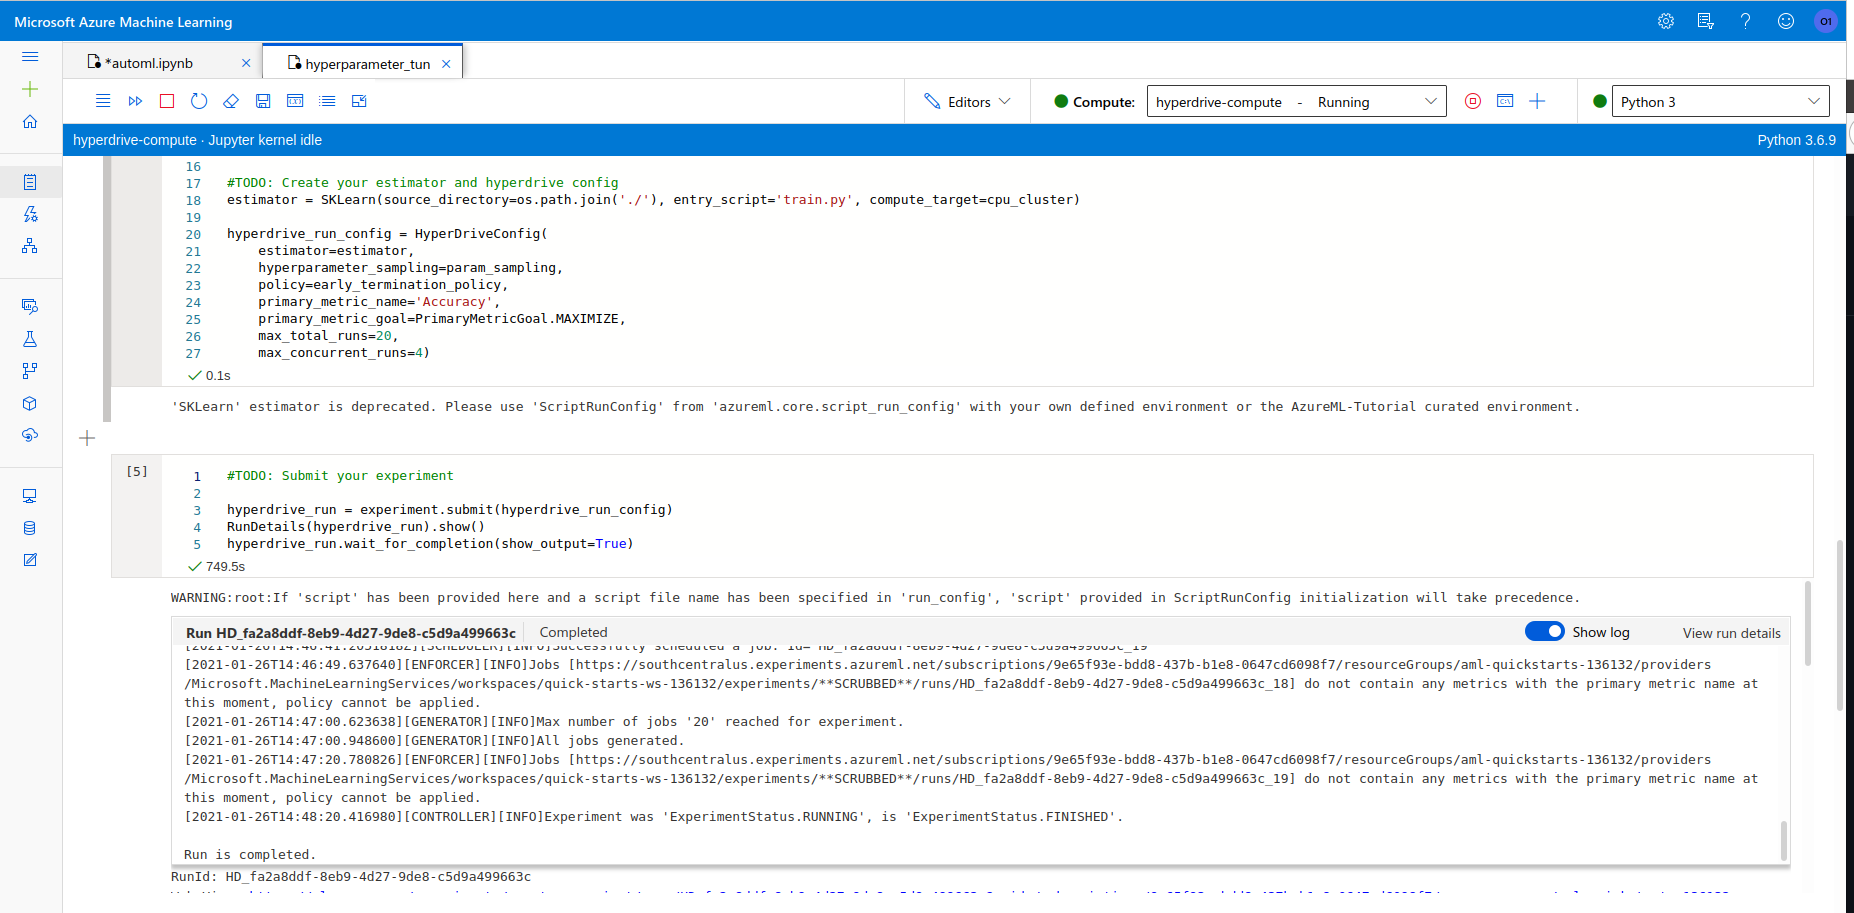 Microsoft Azure Machine Learning
O1
*automl.ipynb
hyperparameter_tun
Editors
Compute:
hyperdrive-compute - Running
Python 3
hyperdrive-compute · Jupyter kernel idle
Python 3.6.9
16
17 #TODO: Create your estimator and hyperdrive config
18 estimator = SKLearn(source_directory=os.path.join('./'), entry_script='train.py', compute_target=cpu_cluster)
19
20 hyperdrive_run_config = HyperDriveConfig(
21 estimator=estimator,
22 hyperparameter_sampling=param_sampling,
23 policy=early_termination_policy,
24 primary_metric_name='Accuracy',
25 primary_metric_goal=PrimaryMetricGoal.MAXIMIZE,
26 max_total_runs=20,
27 max_concurrent_runs=4)
0.1s
'SKLearn' estimator is deprecated. Please use 'ScriptRunConfig' from 'azureml.core.script_run_config' with your own defined environment or the AzureML-Tutorial curated environment.
[5]
1 #TODO: Submit your experiment
2
3 hyperdrive_run = experiment.submit(hyperdrive_run_config)
4 RunDetails(hyperdrive_run).show()
5 hyperdrive_run.wait_for_completion(show_output=True)
749.5s
WARNING:root:If 'script' has been provided here and a script file name has been specified in 'run_config', 'script' provided in ScriptRunConfig initialization will take precedence.
Run HD_fa2a8ddf-8eb9-4d27-9de8-c5d9a499663c
Completed
Show log
View run details
[SCHEDULER][INFO]Successfully scheduled a job. Id='HD_fa2a8ddf-8eb9-4d27-9de8-c5d9a499663c_19'
[2021-01-26T14:46:49.637640][ENFORCER][INFO]Jobs [https://southcentralus.experiments.azureml.net/subscriptions/9e65f93e-bdd8-437b-b1e8-0647cd6098f7/resourceGroups/aml-quickstarts-136132/providers
/Microsoft.MachineLearningServices/workspaces/quick-starts-ws-136132/experiments/**SCRUBBED**/runs/HD_fa2a8ddf-8eb9-4d27-9de8-c5d9a499663c_18] do not contain any metrics with the primary metric name at
this moment, policy cannot be applied.
[2021-01-26T14:47:00.623638][GENERATOR][INFO]Max number of jobs '20' reached for experiment.
[2021-01-26T14:47:00.948600][GENERATOR][INFO]All jobs generated.
[2021-01-26T14:47:20.780826][ENFORCER][INFO]Jobs [https://southcentralus.experiments.azureml.net/subscriptions/9e65f93e-bdd8-437b-b1e8-0647cd6098f7/resourceGroups/aml-quickstarts-136132/providers
/Microsoft.MachineLearningServices/workspaces/quick-starts-ws-136132/experiments/**SCRUBBED**/runs/HD_fa2a8ddf-8eb9-4d27-9de8-c5d9a499663c_19] do not contain any metrics with the primary metric name at
this moment, policy cannot be applied.
[2021-01-26T14:48:20.416980][CONTROLLER][INFO]Experiment was 'ExperimentStatus.RUNNING', is 'ExperimentStatus.FINISHED'.
Run is completed.
RunId: HD_fa2a8ddf-8eb9-4d27-9de8-c5d9a499663c